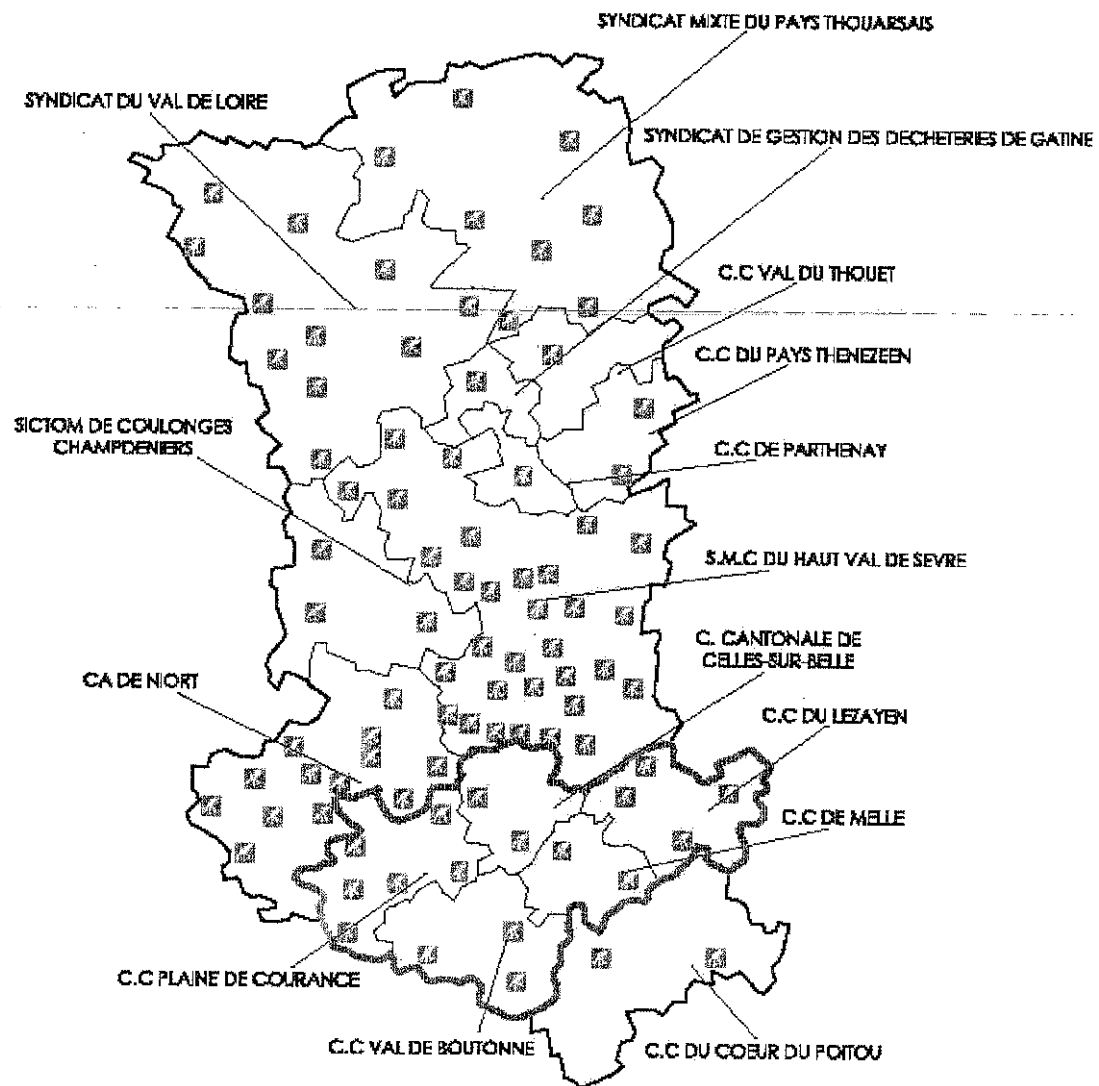 SYNDICAT MIXTE DU PAYS THOUARSAIS
SYNDICAT DU VAL DE LOIRE
SYNDICAT DE GESTION DES DECHETERIES DE GATINE
C.C VAL DU THOUET
C.C DU PAYS THENEZEEN
SICTOM DE COULONGES
CHAMPDENIERS
C.C DE PARTHENAY
S.M.C DU HAUT VAL DE SEVRE
C. CANTONALE DE
CELLES-SUR-BELLE
CA DE NIORT
C.C DU LEZAYEN
C.C DE MELLE
C.C PLAINE DE COURANCE
C.C VAL DE BOUTONNE
C.C DU COEUR DU POITOU